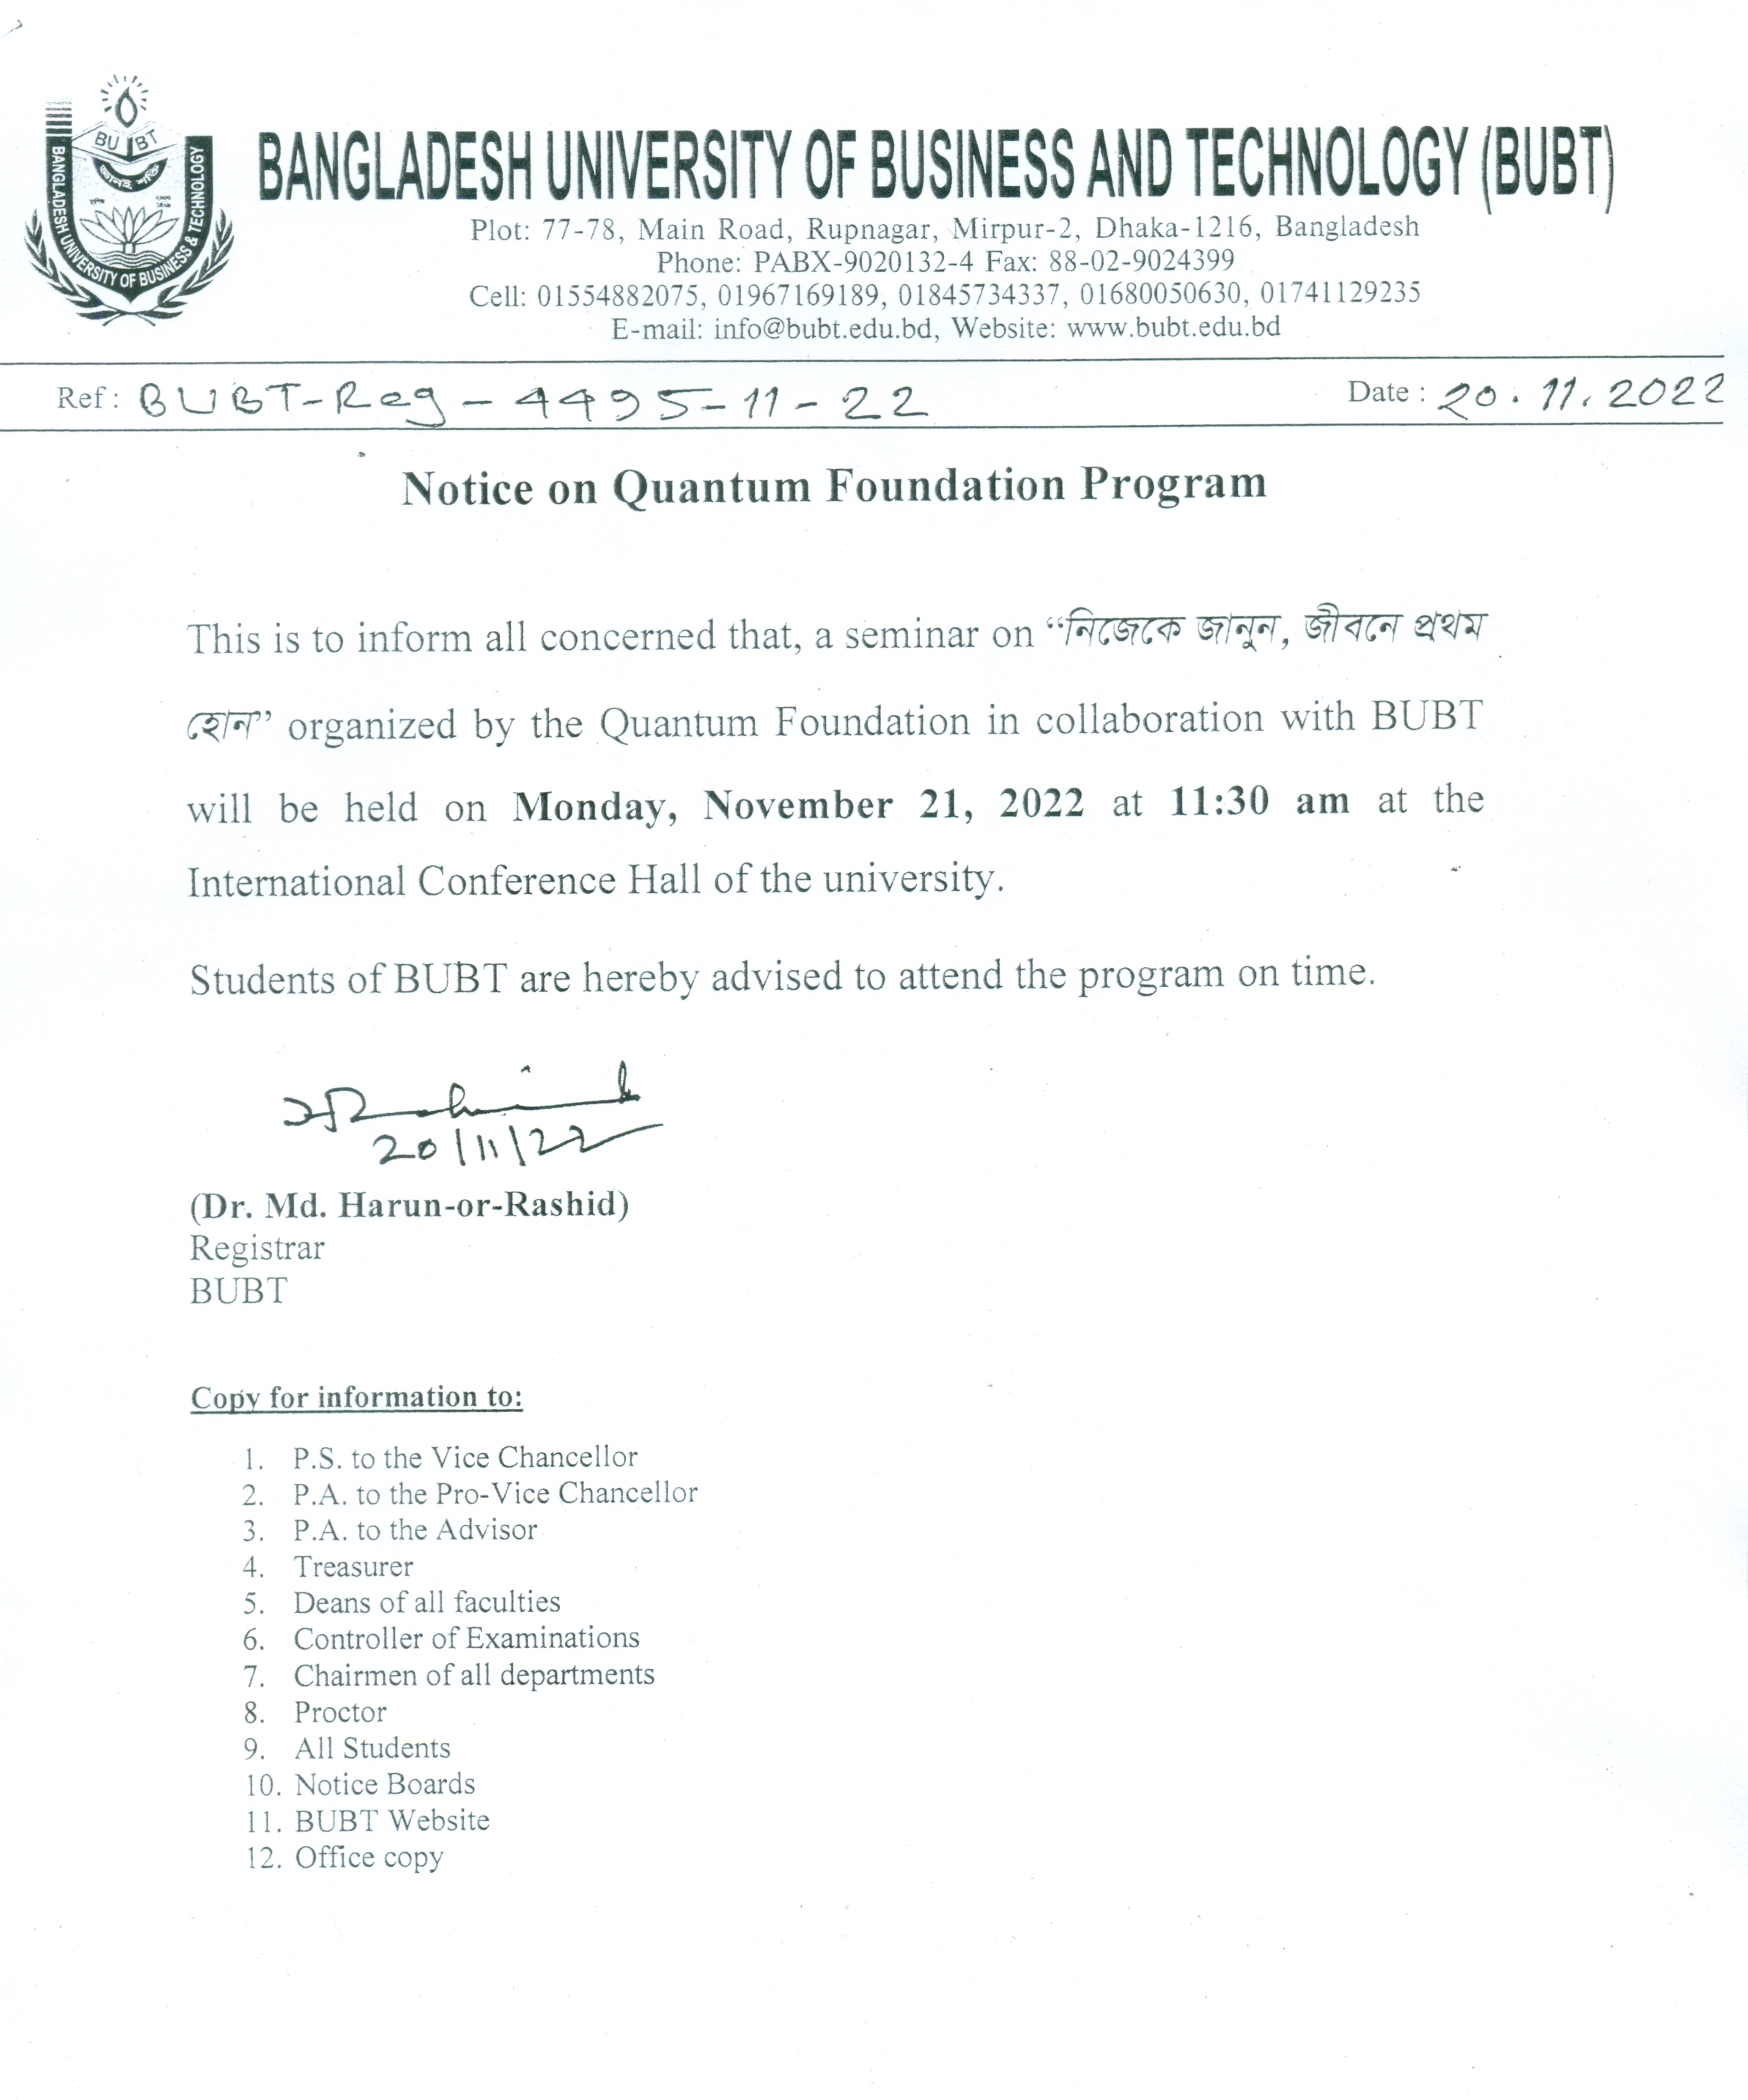 BU BT
জ্ঞানই শক্তি
BANGLADESH UNIVERSITY OF BUSINESS & TECHNOLOGY
BANGLADESH UNIVERSITY OF BUSINESS AND TECHNOLOGY (BUBT)
Plot: 77-78, Main Road, Rupnagar, Mirpur-2, Dhaka-1216, Bangladesh
Phone: PABX-9020132-4 Fax: 88-02-9024399
Cell: 01554882075, 01967169189, 01845734337, 01680050630, 01741129235
E-mail: info@bubt.edu.bd, Website: www.bubt.edu.bd
Ref : BUBT-Reg-4495-11-22 Date : 20.11.2022
Notice on Quantum Foundation Program
This is to inform all concerned that, a seminar on “নিজেকে জানুন, জীবনে প্রথম
হোন” organized by the Quantum Foundation in collaboration with BUBT
will be held on Monday, November 21, 2022 at 11:30 am at the
International Conference Hall of the university.
Students of BUBT are hereby advised to attend the program on time.
20/11/22
(Dr. Md. Harun-or-Rashid)
Registrar
BUBT
Copy for information to:
1. P.S. to the Vice Chancellor
2. P.A. to the Pro-Vice Chancellor
3. P.A. to the Advisor
4. Treasurer
5. Deans of all faculties
6. Controller of Examinations
7. Chairmen of all departments
8. Proctor
9. All Students
10. Notice Boards
11. BUBT Website
12. Office copy